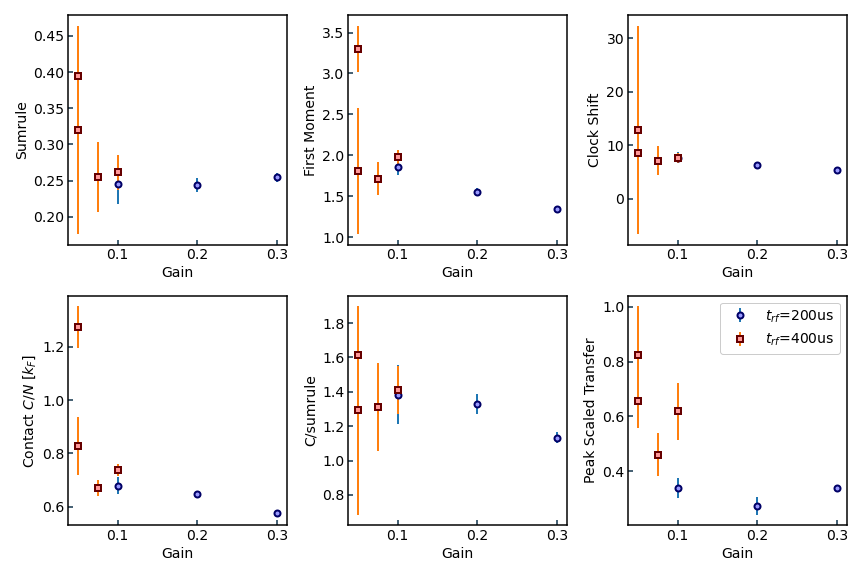 Sumrule
0.45
0.40
0.35
0.30
0.25
0.20
0.1 0.2 0.3
Gain
First Moment
3.5
3.0
2.5
2.0
1.5
1.0
0.1 0.2 0.3
Gain
Clock Shift
30
20
10
0
0.1 0.2 0.3
Gain
Contact C/N [k_F]
1.2
1.0
0.8
0.6
0.1 0.2 0.3
Gain
C/sumrule
1.8
1.6
1.4
1.2
1.0
0.8
0.1 0.2 0.3
Gain
Peak Scaled Transfer
1.0
0.8
0.6
0.4
t_rf=200us
t_rf=400us
0.1 0.2 0.3
Gain